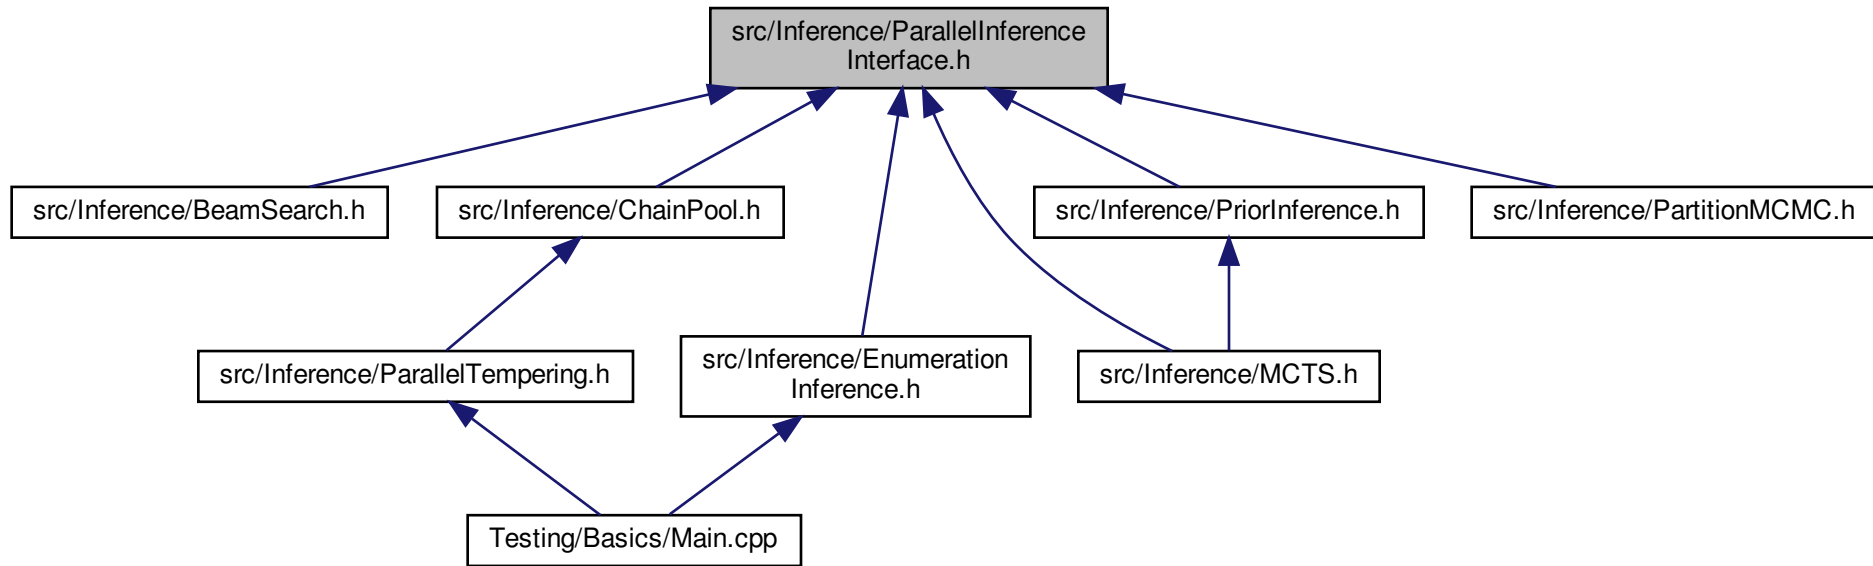 src/Inference/ParallelInference
Interface.h
src/Inference/BeamSearch.h
src/Inference/ChainPool.h
src/Inference/PriorInference.h
src/Inference/PartitionMCMC.h
src/Inference/ParallelTempering.h
src/Inference/Enumeration
Inference.h
src/Inference/MCTS.h
Testing/Basics/Main.cpp